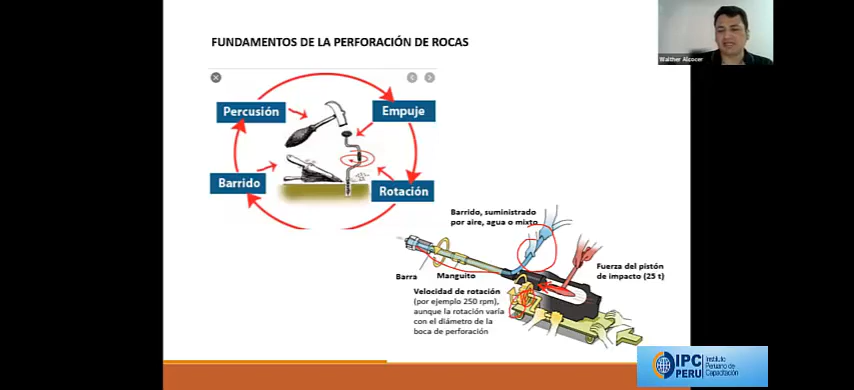 FUNDAMENTOS DE LA PERFORACIÓN DE ROCAS
Walther Alcocer
Percusión
Empuje
Barrido
Rotación
Barrido, suministrado
por aire, agua o mixto
Fuerza del pistón
de impacto (25 t)
Barra
Manguito
Velocidad de rotación
(por ejemplo 250 rpm),
aunque la rotación varía
con el diámetro de la
boca de perforación
IPC
PERU
Instituto
Peruano de
Capacitación